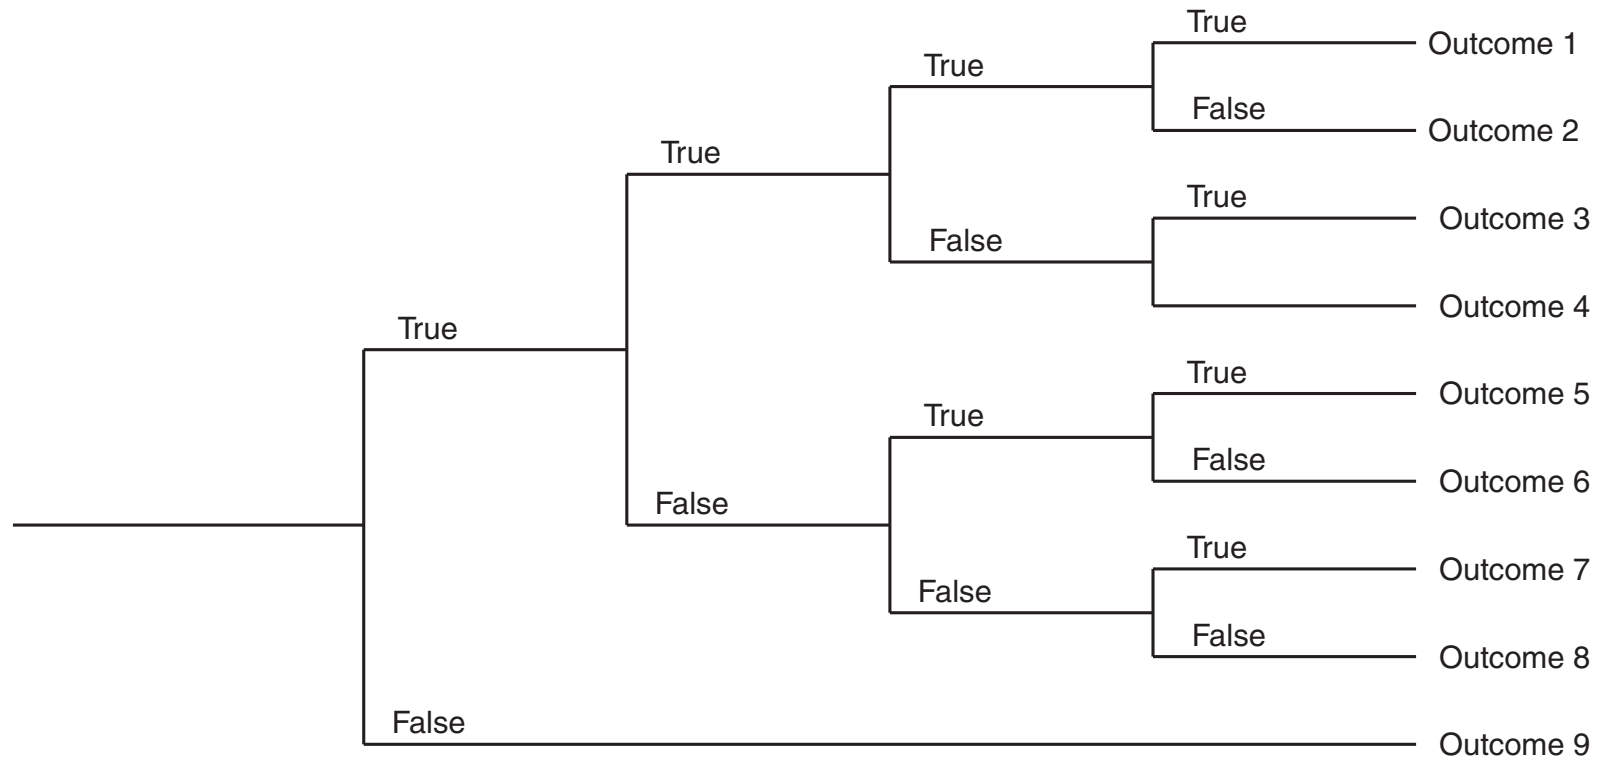 True
Outcome 1
True
False
Outcome 2
True
True
Outcome 3
False
Outcome 4
True
True
Outcome 5
True
False
Outcome 6
False
True
Outcome 7
False
False
Outcome 8
False
Outcome 9